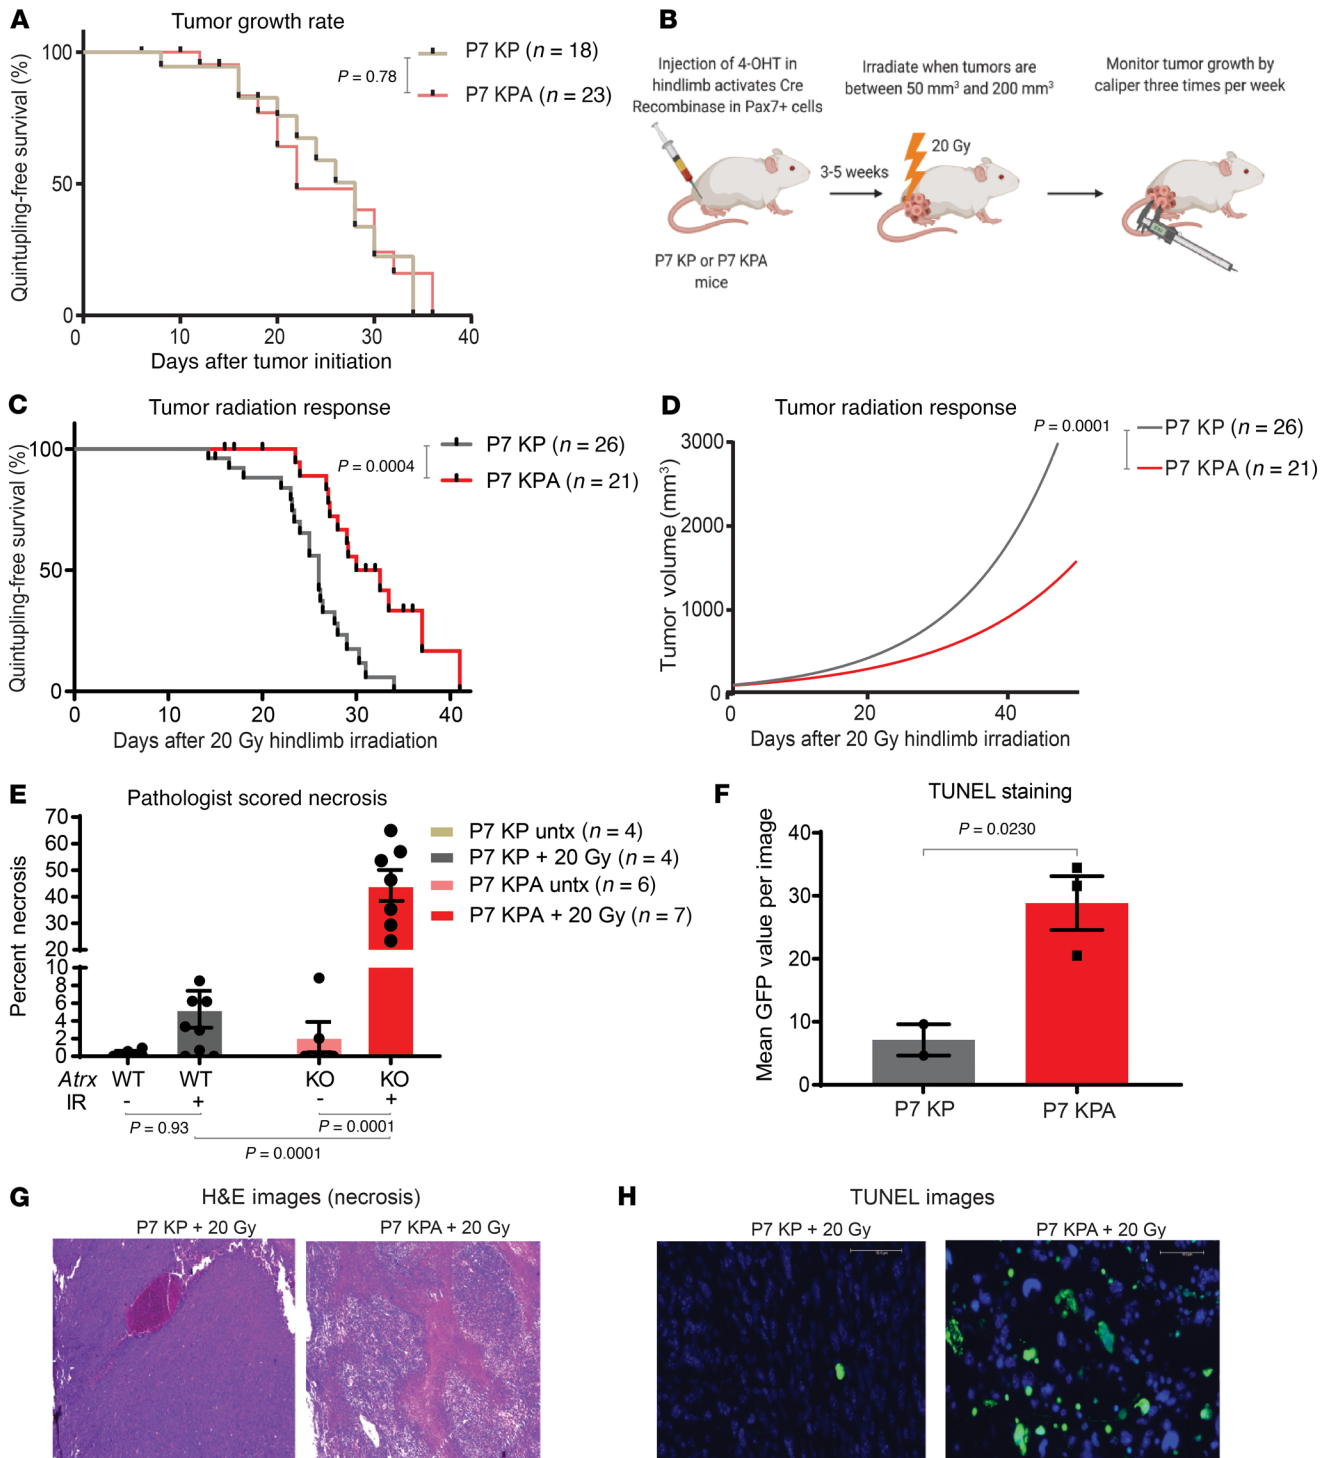 A
Tumor growth rate
Quintupling-free survival (%)
100
50
0
0 10 20 30 40
Days after tumor initiation
P = 0.78
P7 KP (n = 18)
P7 KPA (n = 23)
B
Injection of 4-OHT in
hindlimb activates Cre
Recombinase in Pax7+ cells
P7 KP or P7 KPA
mice
3-5 weeks
Irradiate when tumors are
between 50 mm³ and 200 mm³
20 Gy
Monitor tumor growth by
caliper three times per week
C
Tumor radiation response
Quintupling-free survival (%)
100
50
0
0 10 20 30 40
Days after 20 Gy hindlimb irradiation
P = 0.0004
P7 KP (n = 26)
P7 KPA (n = 21)
D
Tumor radiation response
Tumor volume (mm³)
3000
2000
1000
0
0 20 40
Days after 20 Gy hindlimb irradiation
P = 0.0001
P7 KP (n = 26)
P7 KPA (n = 21)
E
Pathologist scored necrosis
Percent necrosis
70
60
50
40
30
20
10
8
6
4
2
0
Atrx WT WT KO KO
IR - + - +
P = 0.93
P = 0.0001
P = 0.0001
P7 KP untx (n = 4)
P7 KP + 20 Gy (n = 4)
P7 KPA untx (n = 6)
P7 KPA + 20 Gy (n = 7)
F
TUNEL staining
Mean GFP value per image
40
30
20
10
0
P = 0.0230
P7 KP P7 KPA
G
H&E images (necrosis)
P7 KP + 20 Gy P7 KPA + 20 Gy
H
TUNEL images
P7 KP + 20 Gy P7 KPA + 20 Gy